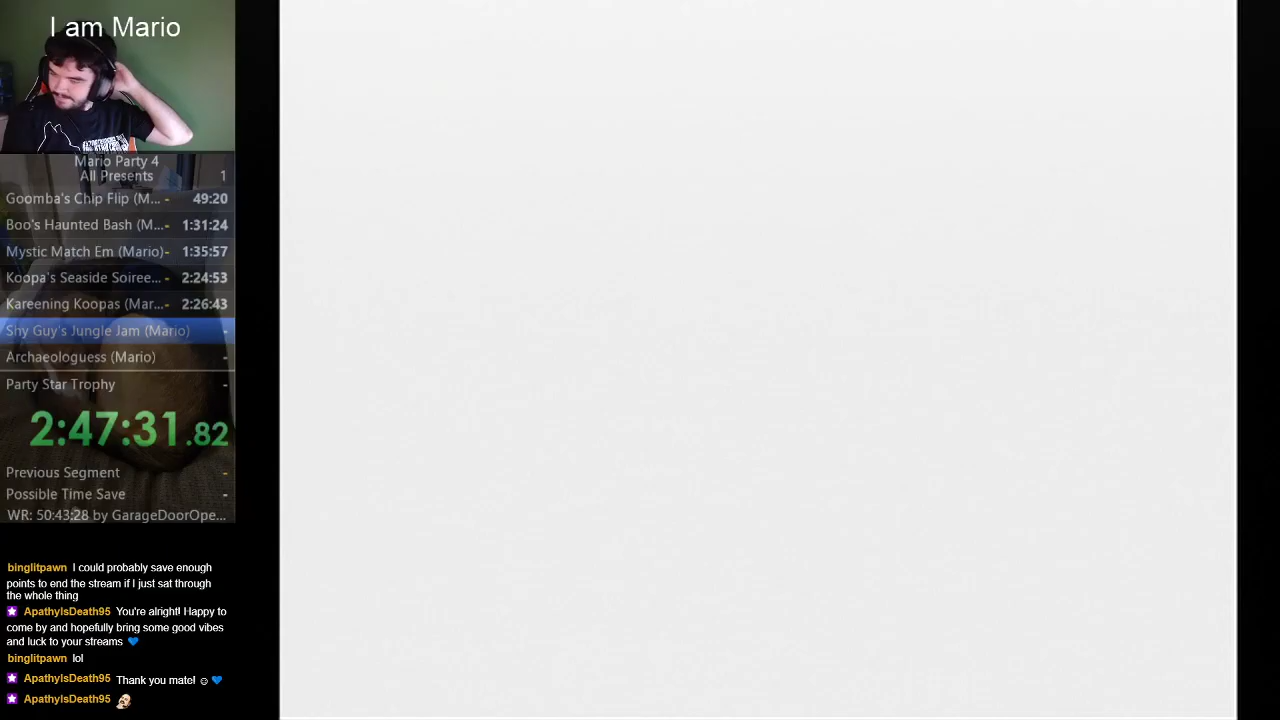 I am Mario
Mario Party 4
All Presents 1
Goomba's Chip Flip (M... - 49:20
Boo's Haunted Bash (M... - 1:31:24
Mystic Match Em (Mario) - 1:35:57
Koopa's Seaside Soiree... - 2:24:53
Kareening Koopas (Mar... - 2:26:43
Shy Guy's Jungle Jam (Mario) -
Archaeologuess (Mario) -
Party Star Trophy -
2:47:31.82
Previous Segment -
Possible Time Save -
WR: 50:43:28 by GarageDoorOpe...
binglitpawn I could probably save enough
points to end the stream if I just sat through
the whole thing
ApathyIsDeath95 You're alright! Happy to
come by and hopefully bring some good vibes
and luck to your streams 💙
binglitpawn lol
ApathyIsDeath95 Thank you mate! ☺ 💙
ApathyIsDeath95